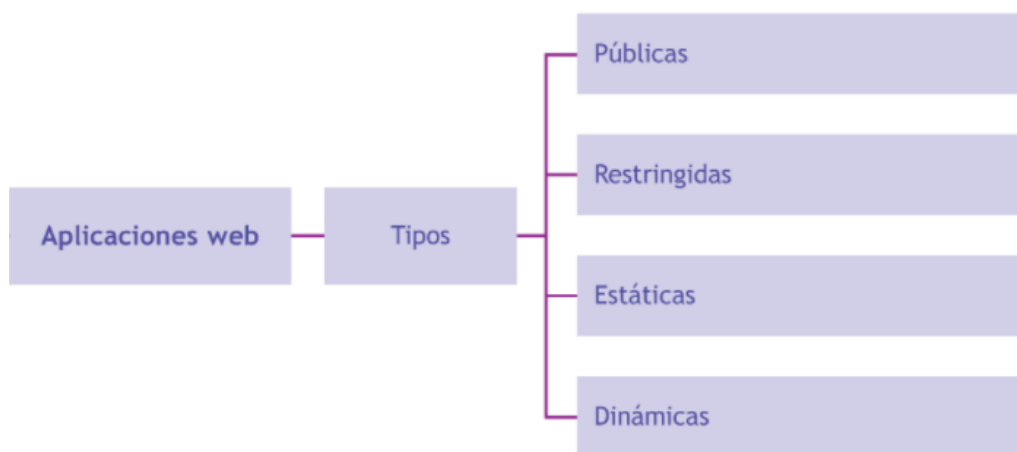 Aplicaciones web
Tipos
Públicas
Restringidas
Estáticas
Dinámicas